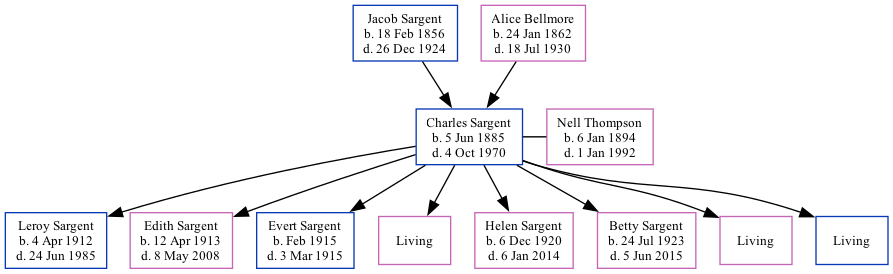 Jacob Sargent
b. 18 Feb 1856
d. 26 Dec 1924
Alice Bellmore
b. 24 Jan 1862
d. 18 Jul 1930
Charles Sargent
b. 5 Jun 1885
d. 4 Oct 1970
Nell Thompson
b. 6 Jan 1894
d. 1 Jan 1992
Leroy Sargent
b. 4 Apr 1912
d. 24 Jun 1985
Edith Sargent
b. 12 Apr 1913
d. 8 May 2008
Evert Sargent
b. Feb 1915
d. 3 Mar 1915
Living
Helen Sargent
b. 6 Dec 1920
d. 6 Jan 2014
Betty Sargent
b. 24 Jul 1923
d. 5 Jun 2015
Living
Living